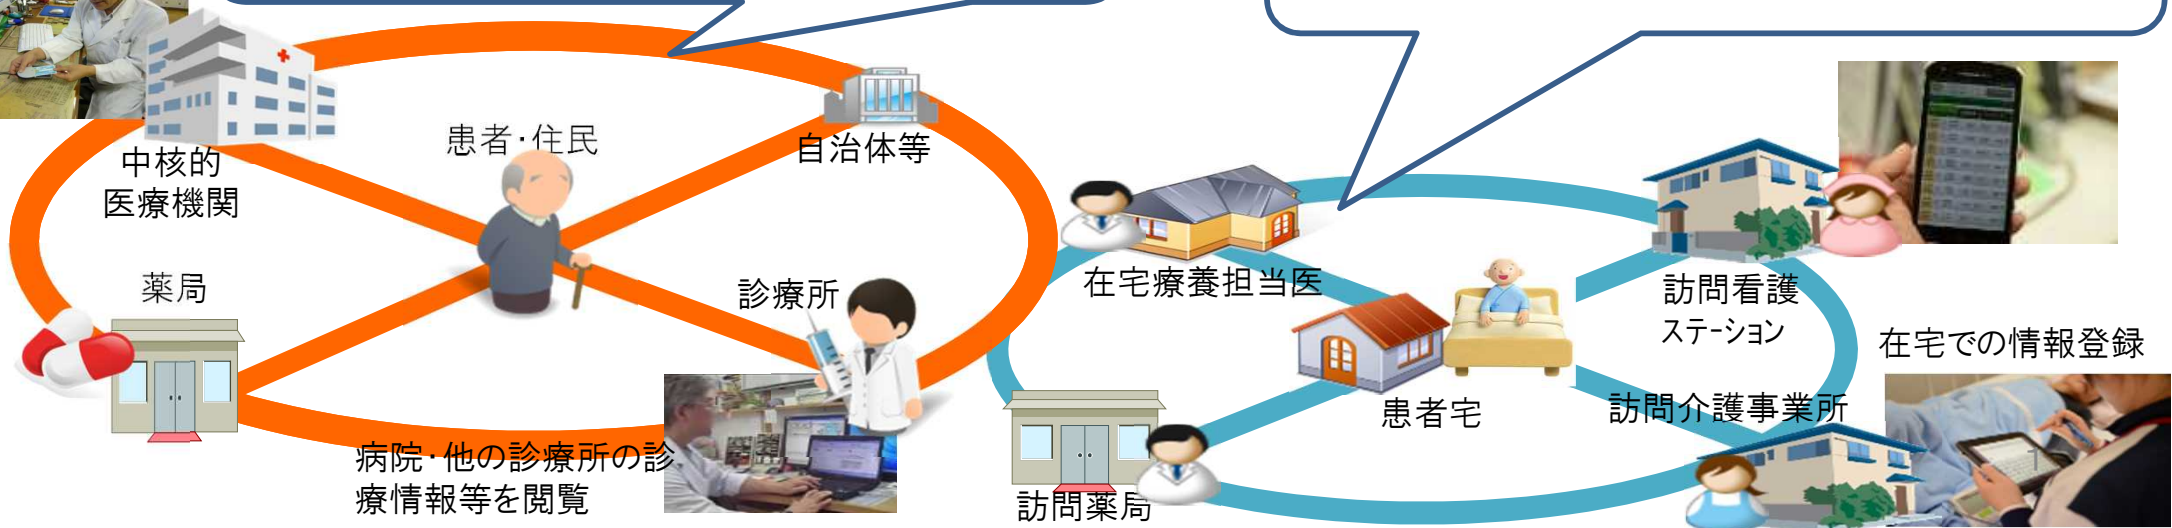 患者・住民
自治体等
中核的
医療機関
薬局
診療所
病院・他の診療所の診
療情報等を閲覧
在宅療養担当医
訪問看護
ステーション
在宅での情報登録
患者宅
訪問介護事業所
訪問薬局